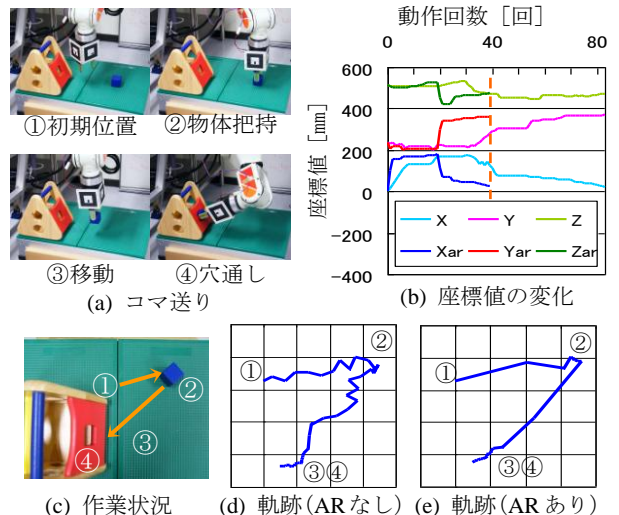 ①初期位置
②物体把持
③移動
④穴通し
(a) コマ送り
動作回数 [回]
0 40 80
座標値 [mm]
600
400
200
0
−200
−400
X Y Z
Xar Yar Zar
(b) 座標値の変化
①
②
③
④
(c) 作業状況
①
②
③④
(d) 軌跡(ARなし)
①
②
③④
(e) 軌跡(ARあり)